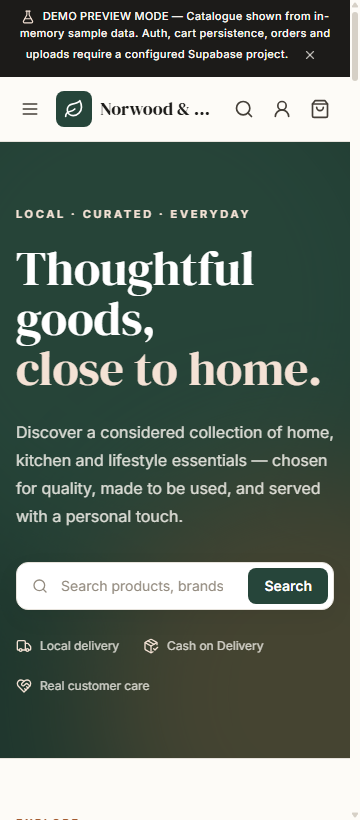 DEMO PREVIEW MODE — Catalogue shown from in-
memory sample data. Auth, cart persistence, orders and
uploads require a configured Supabase project.
Norwood & ...
LOCAL · CURATED · EVERYDAY
Thoughtful
goods,
close to home.
Discover a considered collection of home,
kitchen and lifestyle essentials — chosen
for quality, made to be used, and served
with a personal touch.
Search products, brands
Search
Local delivery
Cash on Delivery
Real customer care